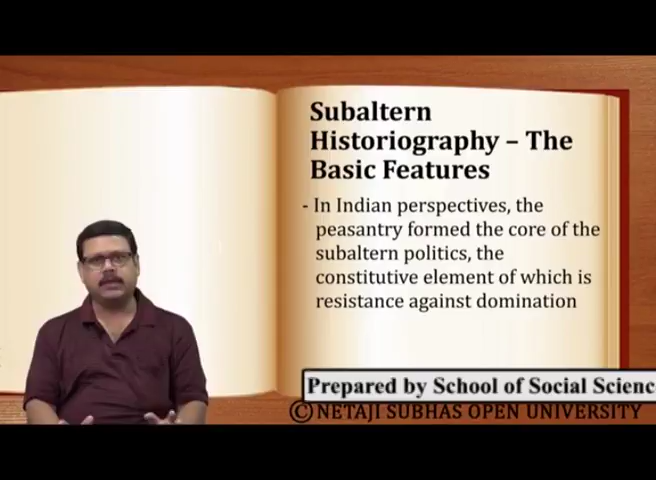 Subaltern
Historiography – The
Basic Features
- In Indian perspectives, the
peasantry formed the core of the
subaltern politics, the
constitutive element of which is
resistance against domination
Prepared by School of Social Science
© NETAJI SUBHAS OPEN UNIVERSITY